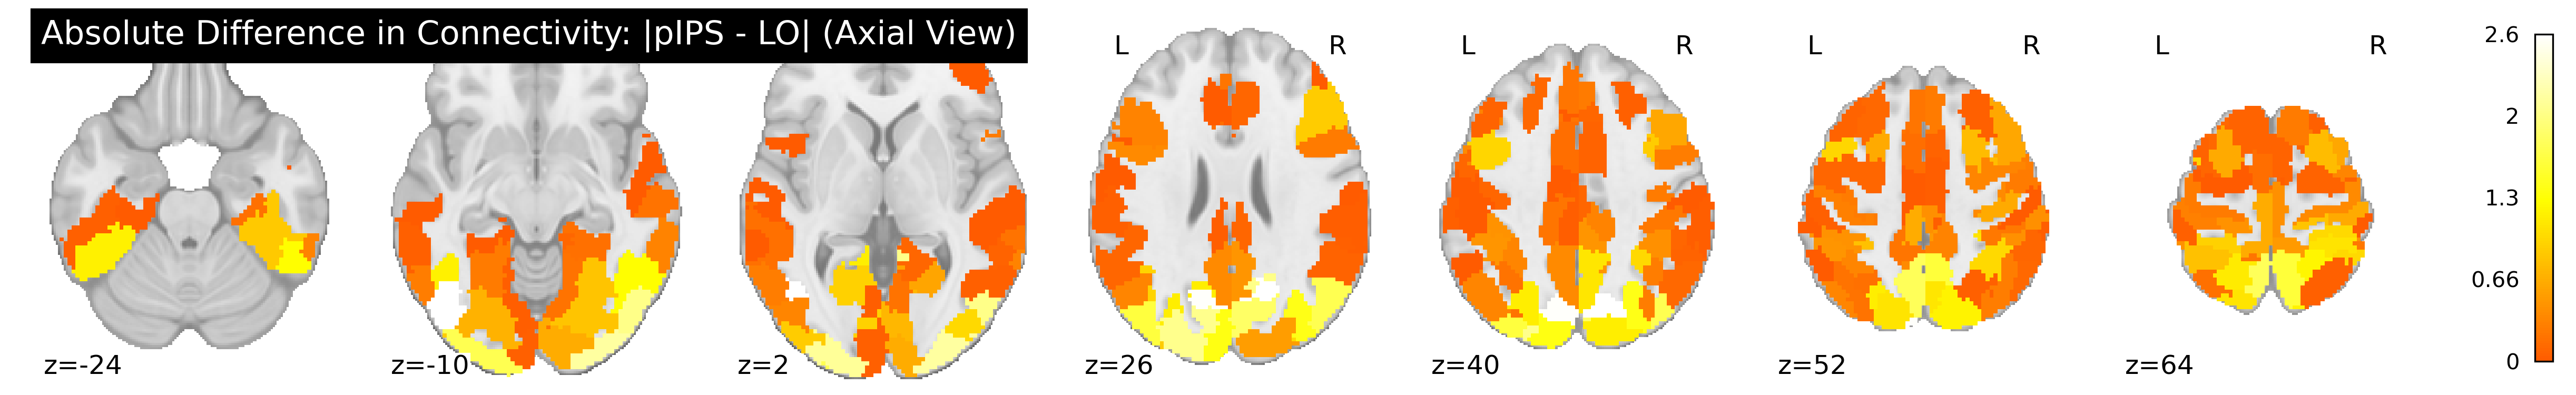 Absolute Difference in Connectivity: |pIPS - LO| (Axial View)
L R L R L R L R
2.6
2
1.3
0.66
0
z=-24 z=-10 z=2 z=26 z=40 z=52 z=64